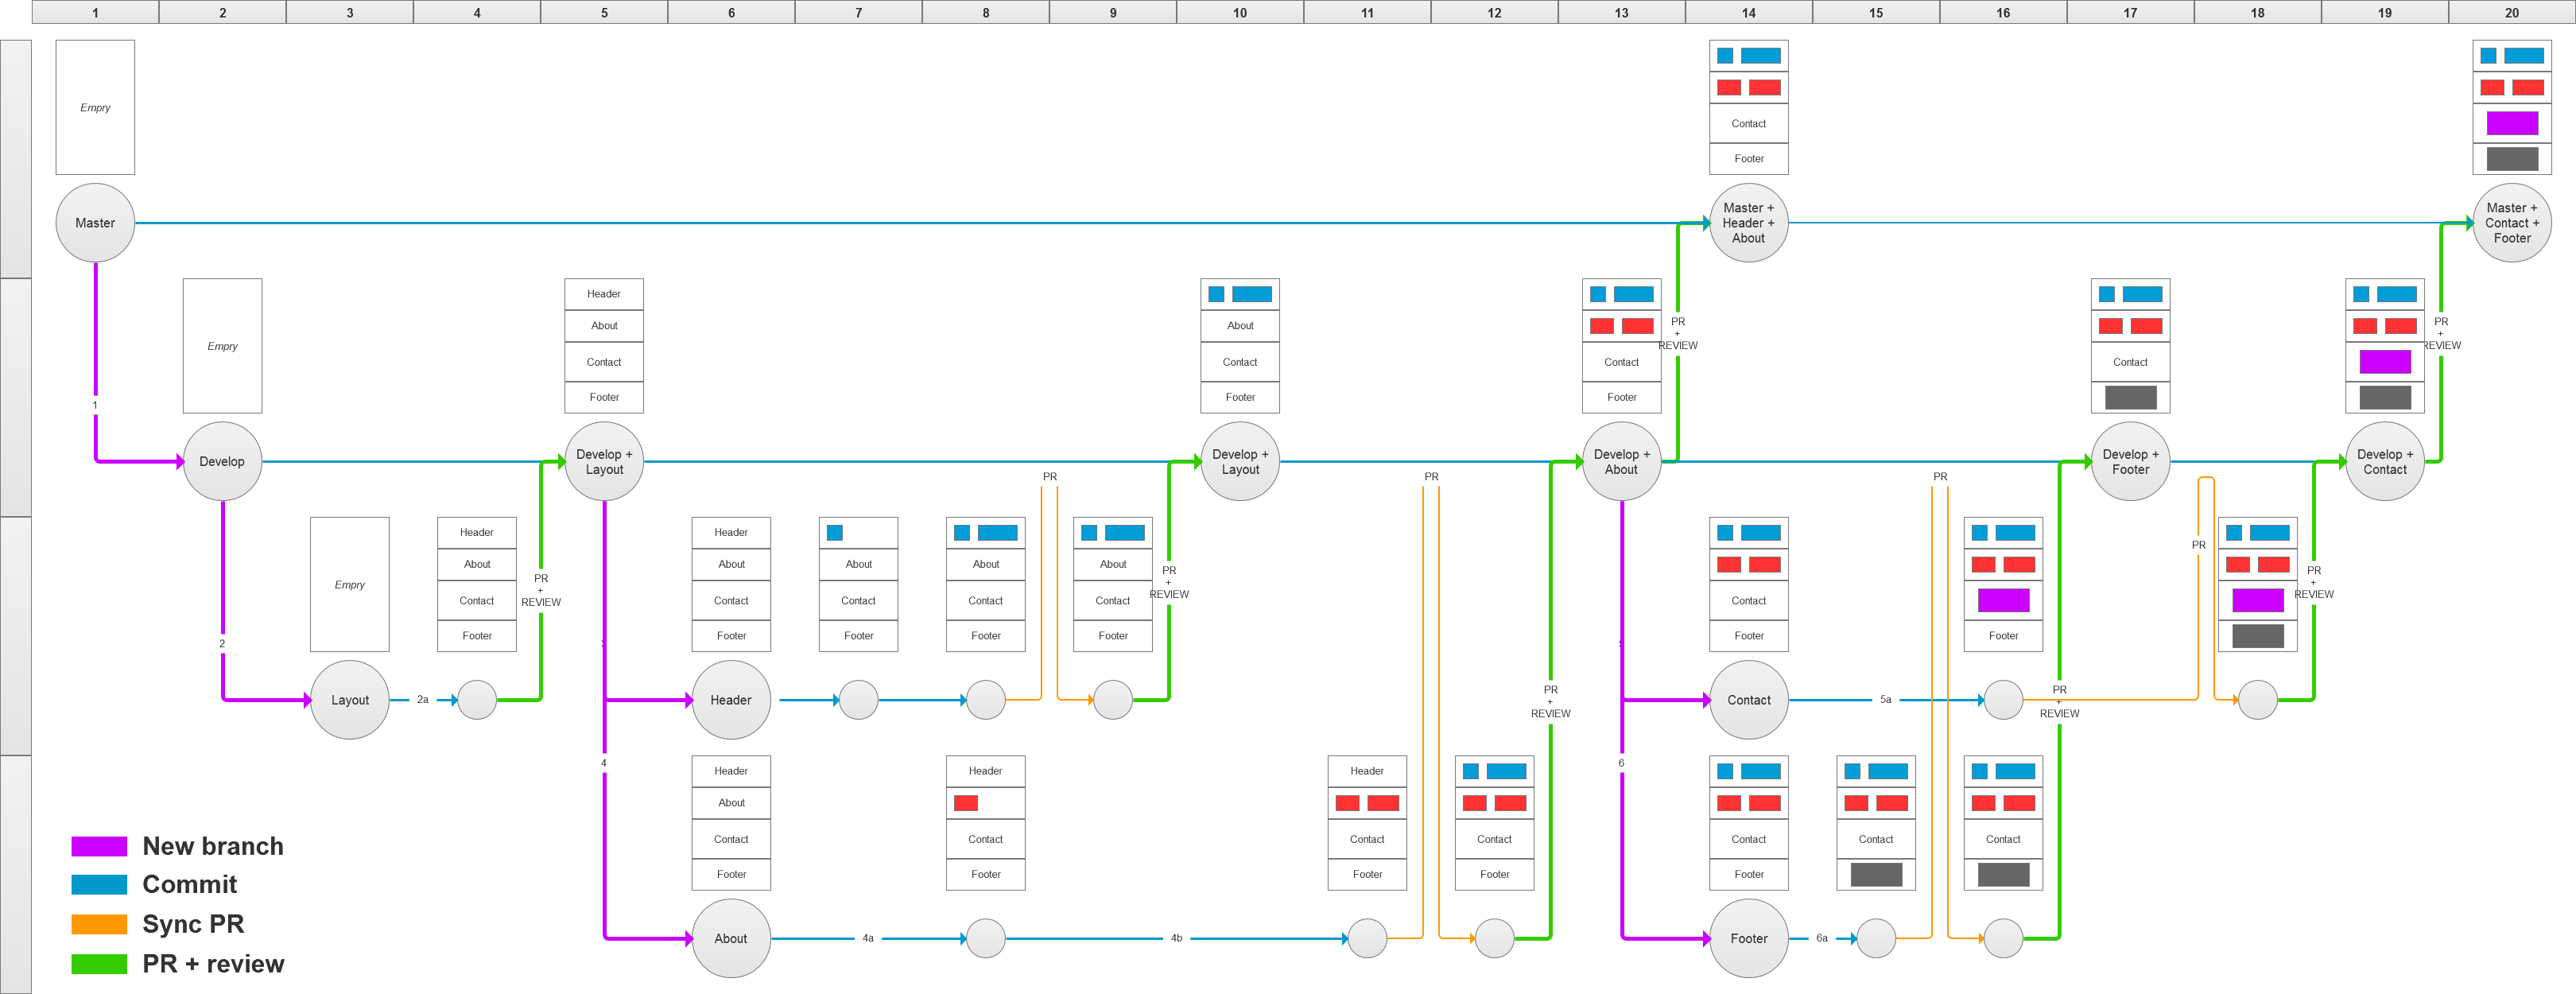 1 2 3 4 5 6 7 8 9 10 11 12 13 14 15 16 17 18 19 20
Empry
Contact
Footer
Master
Master +
Header +
About
Master +
Contact +
Footer
1
Empry
Header
About
Contact
Footer
About
Contact
Footer
Contact
Footer
PR
+
REVIEW
Contact
PR
+
REVIEW
Develop
Develop +
Layout
Develop +
Layout
Develop +
About
Develop +
Footer
Develop +
Contact
PR
PR
PR
2
Empry
Header
About
Contact
Footer
PR
+
REVIEW
Header
About
Contact
Footer
About
Contact
Footer
About
Contact
Footer
About
Contact
Footer
PR
+
REVIEW
Contact
Footer
Footer
PR
PR
+
REVIEW
Layout
2a
Header
PR
+
REVIEW
Contact
5a
PR
+
REVIEW
4
6
Header
About
Contact
Footer
Header
Contact
Footer
Header
Contact
Footer
Contact
Footer
Contact
Footer
Contact
Contact
About
4a
4b
Footer
6a
New branch
Commit
Sync PR
PR + review